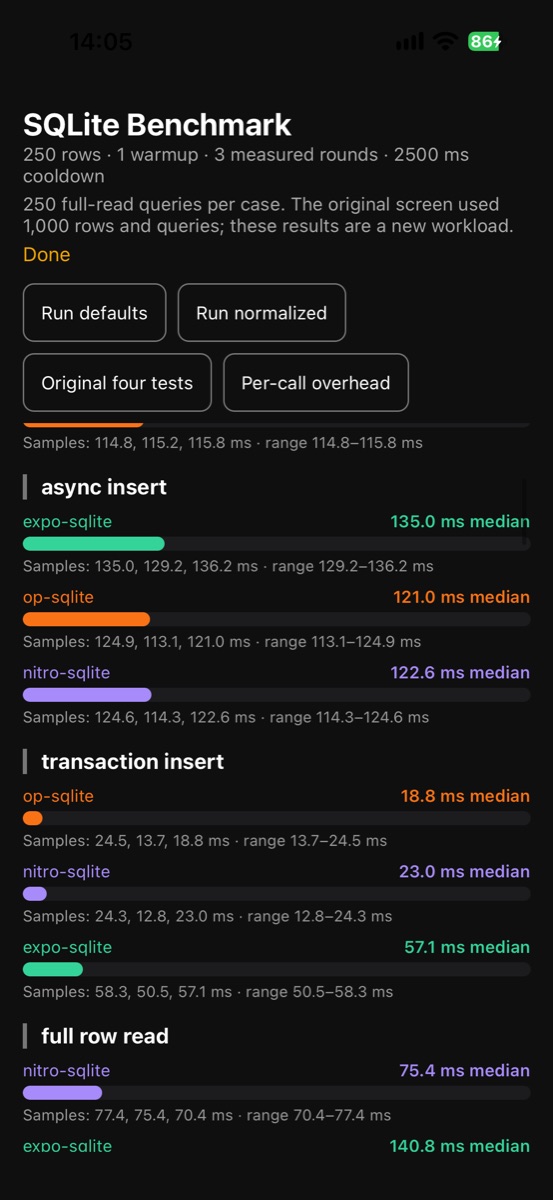 14:05
86
SQLite Benchmark
250 rows · 1 warmup · 3 measured rounds · 2500 ms
cooldown
250 full-read queries per case. The original screen used
1,000 rows and queries; these results are a new workload.
Done
Run defaults
Run normalized
Original four tests
Per-call overhead
Samples: 114.8, 115.2, 115.8 ms · range 114.8–115.8 ms
async insert
expo-sqlite 135.0 ms median
Samples: 135.0, 129.2, 136.2 ms · range 129.2–136.2 ms
op-sqlite 121.0 ms median
Samples: 124.9, 113.1, 121.0 ms · range 113.1–124.9 ms
nitro-sqlite 122.6 ms median
Samples: 124.6, 114.3, 122.6 ms · range 114.3–124.6 ms
transaction insert
op-sqlite 18.8 ms median
Samples: 24.5, 13.7, 18.8 ms · range 13.7–24.5 ms
nitro-sqlite 23.0 ms median
Samples: 24.3, 12.8, 23.0 ms · range 12.8–24.3 ms
expo-sqlite 57.1 ms median
Samples: 58.3, 50.5, 57.1 ms · range 50.5–58.3 ms
full row read
nitro-sqlite 75.4 ms median
Samples: 77.4, 75.4, 70.4 ms · range 70.4–77.4 ms
expo-sqlite 140.8 ms median